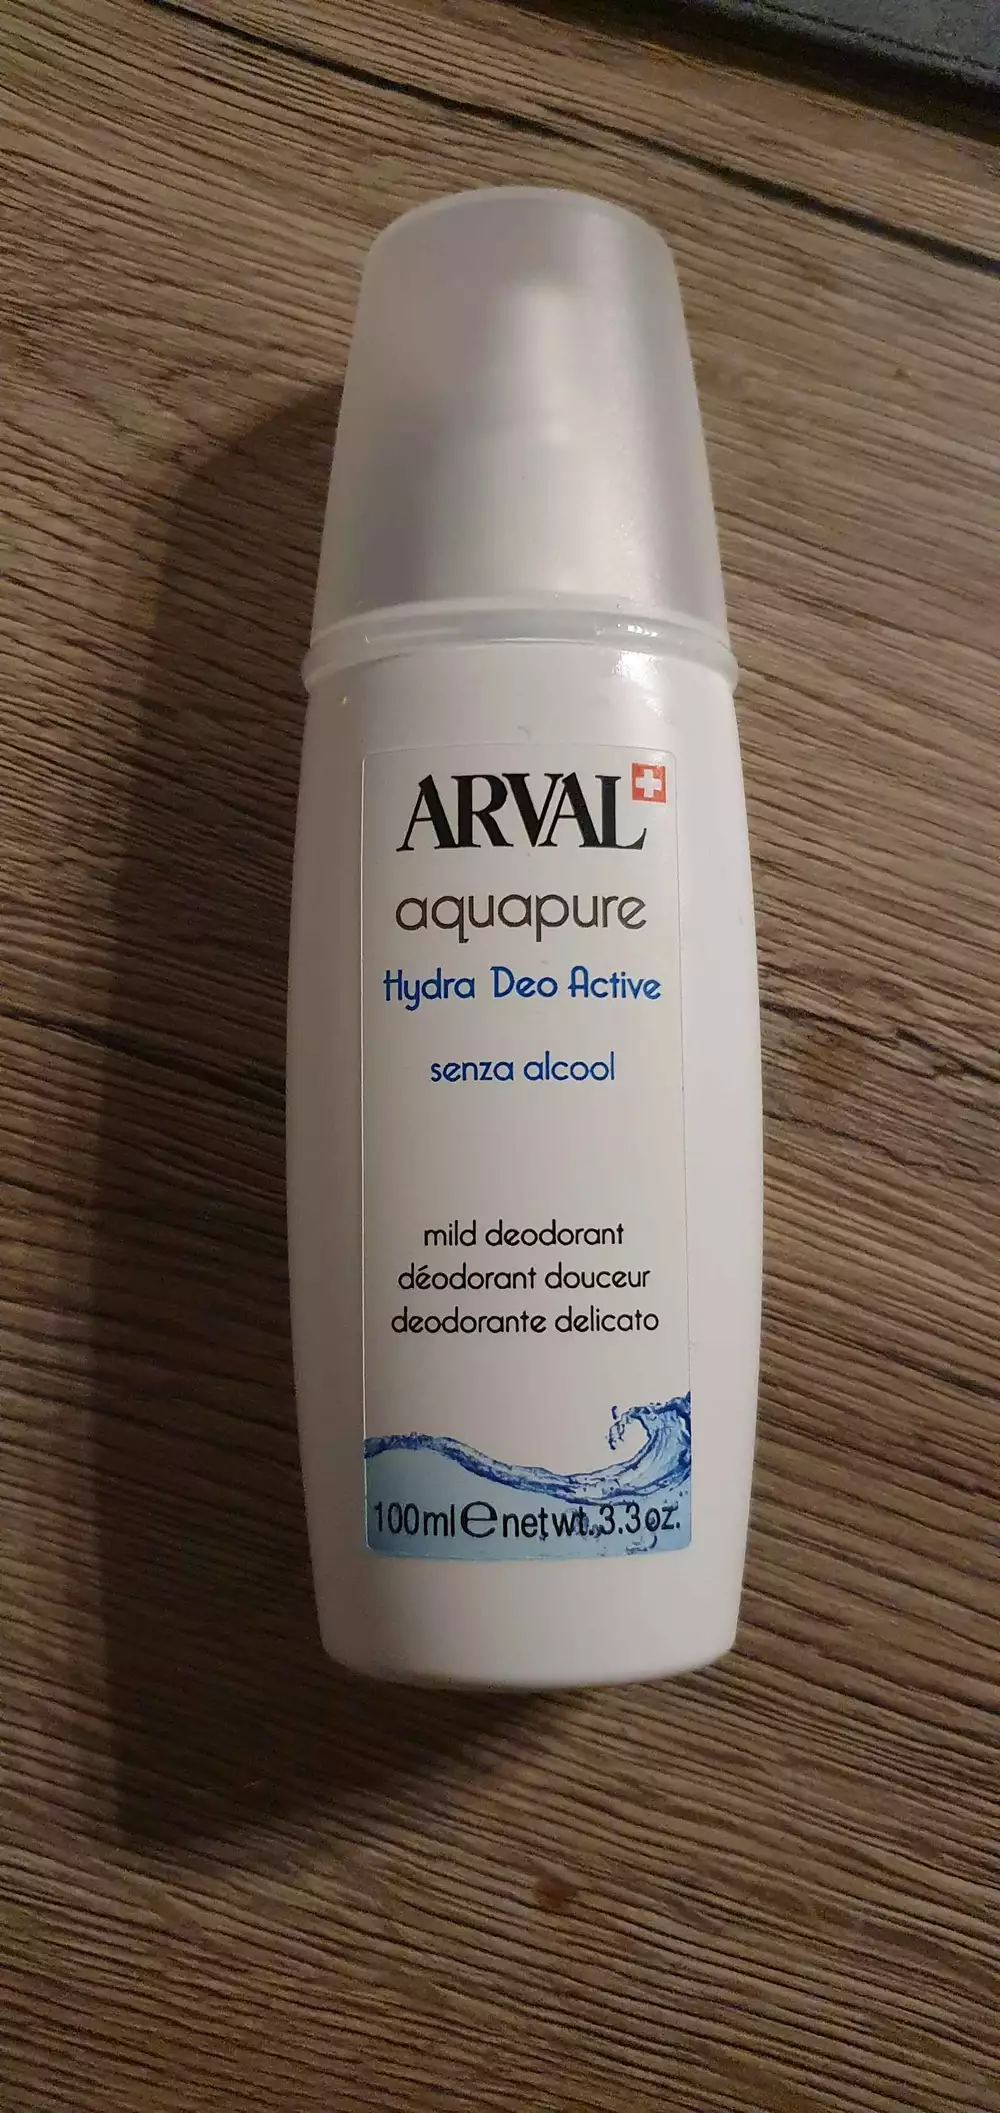 ARVAL
aquapure
Hydra Deo Active
senza alcool
mild deodorant
déodorant douceur
deodorante delicato
100ml e net wt. 3.3 oz.